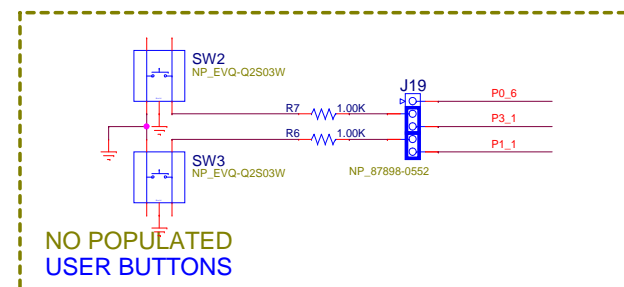 SW2
NP_EVQ-Q2S03W
J19
P0_6
R7 1.00K
P3_1
R6 1.00K
P1_1
SW3
NP_EVQ-Q2S03W
NP_87898-0552
NO POPULATED
USER BUTTONS